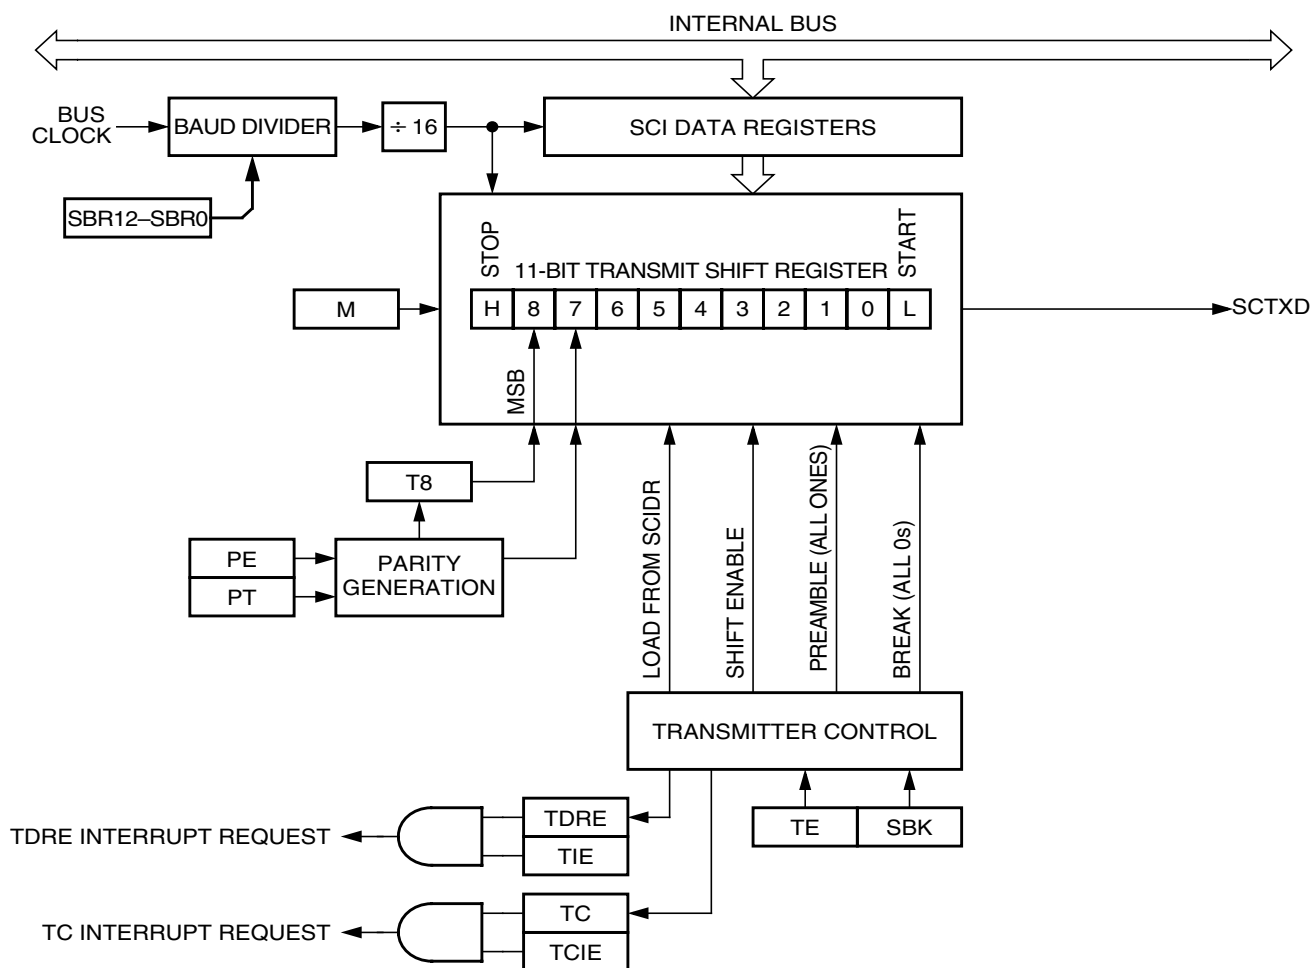 INTERNAL BUS
BUS
CLOCK
BAUD DIVIDER
÷ 16
SCI DATA REGISTERS
SBR12–SBR0
STOP
11-BIT TRANSMIT SHIFT REGISTER
START
M
H 8 7 6 5 4 3 2 1 0 L
SCTXD
MSB
T8
PE
PT
PARITY
GENERATION
LOAD FROM SCIDR
SHIFT ENABLE
PREAMBLE (ALL ONES)
BREAK (ALL 0s)
TRANSMITTER CONTROL
TE
SBK
TDRE INTERRUPT REQUEST
TDRE
TIE
TC INTERRUPT REQUEST
TC
TCIE